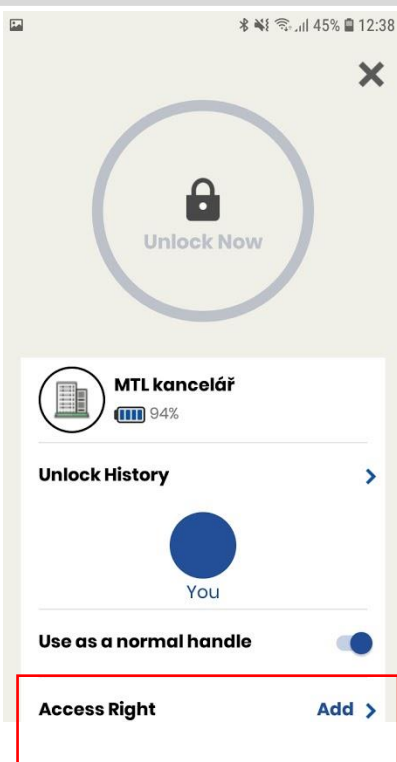 45% 12:38
Unlock Now
MTL kancelář
94%
Unlock History
You
Use as a normal handle
Access Right Add